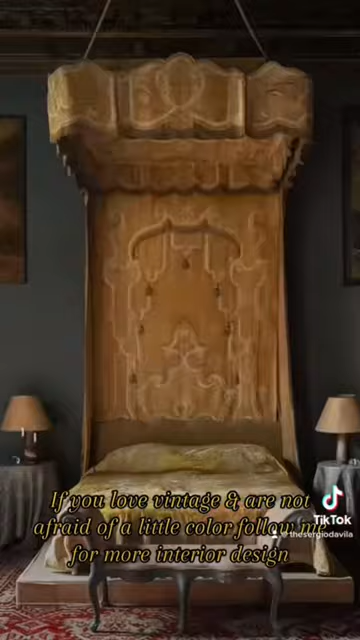 If you love vintage & are not
afraid of a little color follow me
for more interior design
TikTok
@thesergiodavila